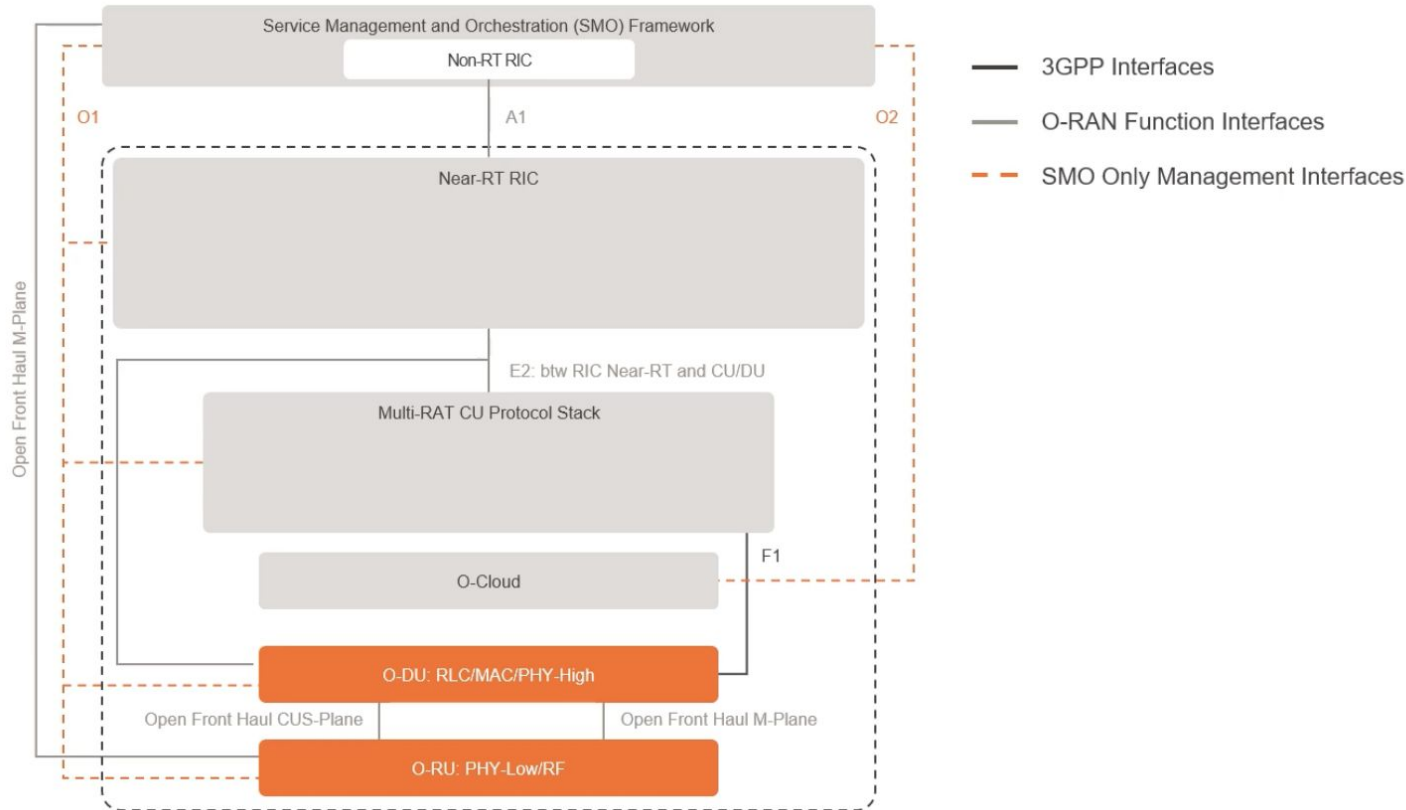 Service Management and Orchestration (SMO) Framework
Non-RT RIC
O1
A1
O2
Near-RT RIC
Open Front Haul M-Plane
E2: btw RIC Near-RT and CU/DU
Multi-RAT CU Protocol Stack
F1
O-Cloud
O-DU: RLC/MAC/PHY-High
Open Front Haul CUS-Plane
Open Front Haul M-Plane
O-RU: PHY-Low/RF
3GPP Interfaces
O-RAN Function Interfaces
SMO Only Management Interfaces